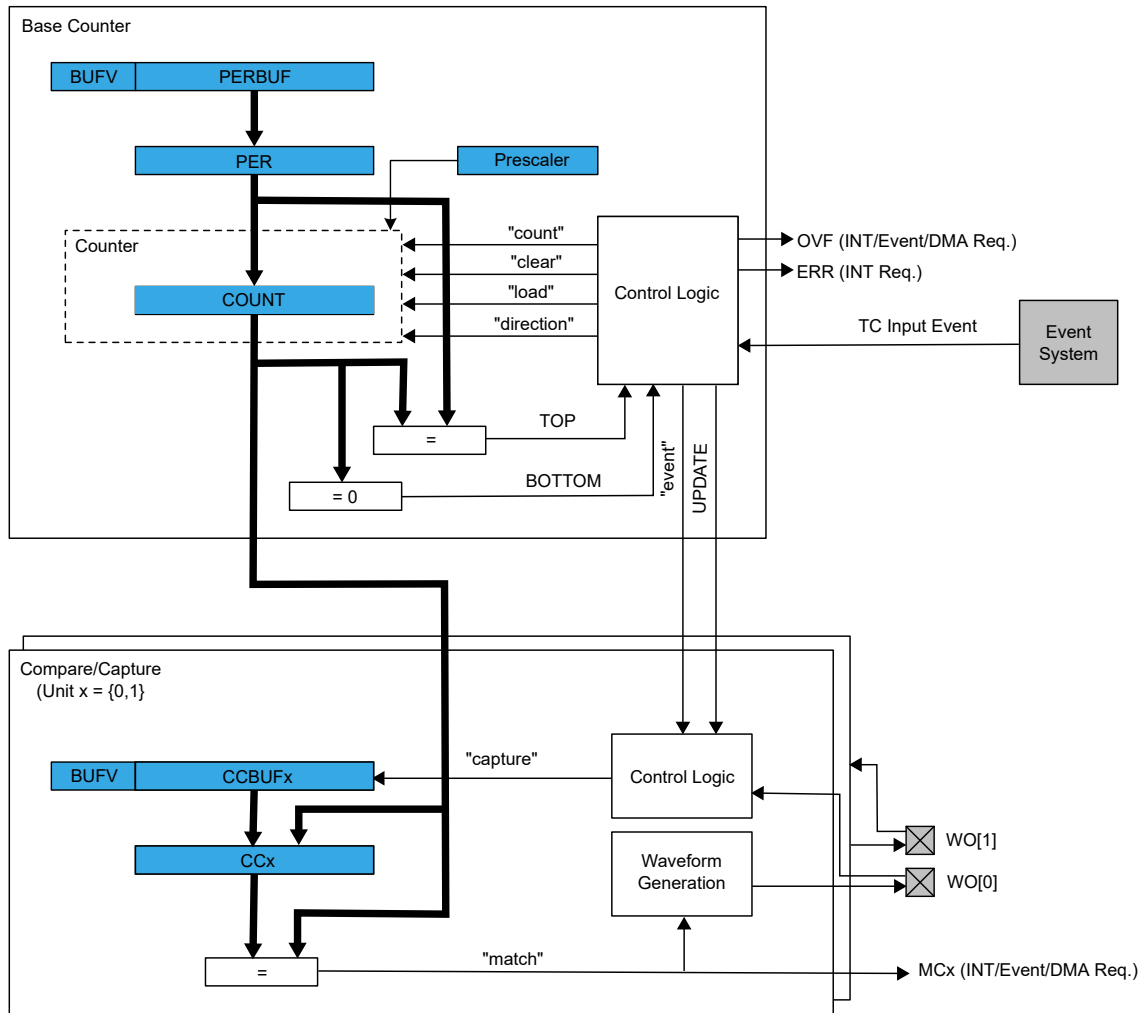 Base Counter
BUFV
PERBUF
PER
Prescaler
Counter
COUNT
"count"
"clear"
"load"
"direction"
Control Logic
OVF (INT/Event/DMA Req.)
ERR (INT Req.)
TC Input Event
Event
System
=
TOP
= 0
BOTTOM
"event"
UPDATE
Compare/Capture
(Unit x = {0,1}
BUFV
CCBUFx
"capture"
Control Logic
CCx
Waveform
Generation
WO[1]
WO[0]
=
"match"
MCx (INT/Event/DMA Req.)